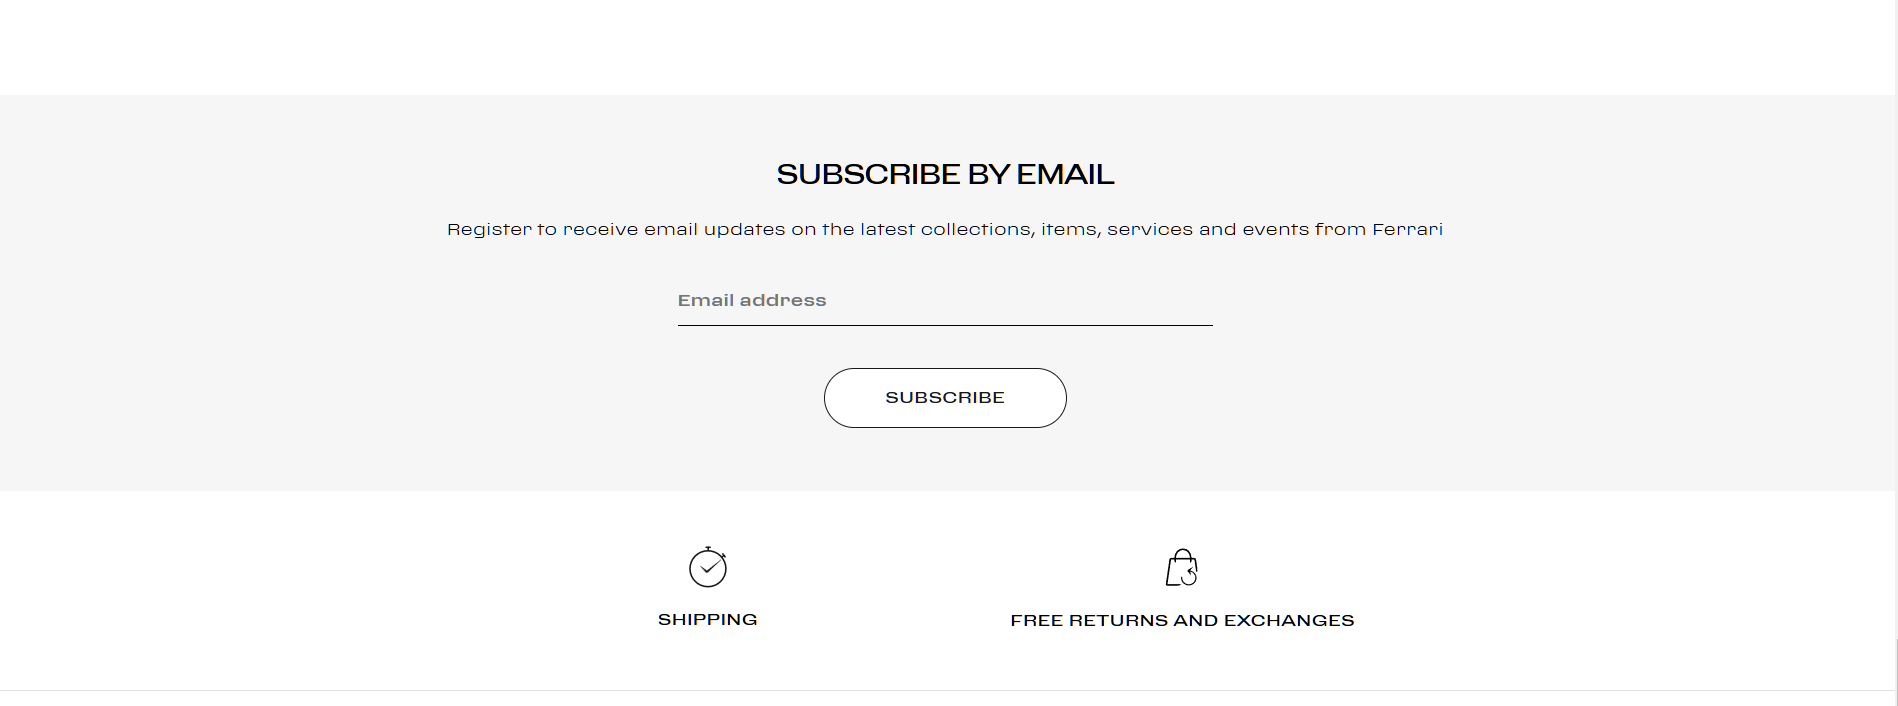 SUBSCRIBE BY EMAIL
Register to receive email updates on the latest collections, items, services and events from Ferrari
Email address
SUBSCRIBE
SHIPPING
FREE RETURNS AND EXCHANGES